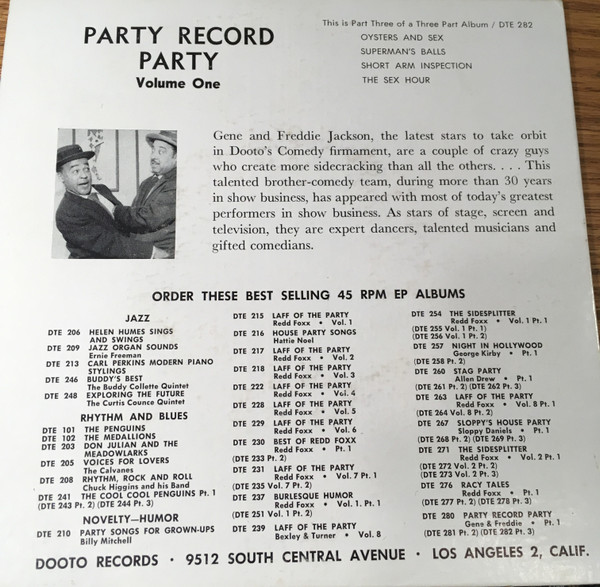 PARTY RECORD
PARTY
Volume One
This is Part Three of a Three Part Album / DTE 282
OYSTERS AND SEX
SUPERMAN'S BALLS
SHORT ARM INSPECTION
THE SEX HOUR
Gene and Freddie Jackson, the latest stars to take orbit
in Dooto's Comedy firmament, are a couple of crazy guys
who create more sidecracking than all the others. . . . This
talented brother-comedy team, during more than 30 years
in show business, has appeared with most of today's greatest
performers in show business. As stars of stage, screen and
television, they are expert dancers, talented musicians and
gifted comedians.
ORDER THESE BEST SELLING 45 RPM EP ALBUMS
JAZZ
DTE 206 HELEN HUMES SINGS
AND SWINGS
DTE 209 JAZZ ORGAN SOUNDS
Ernie Freeman
DTE 213 CARL PERKINS MODERN PIANO
STYLINGS
DTE 246 BUDDY'S BEST
The Buddy Collette Quintet
DTE 248 EXPLORING THE FUTURE
The Curtis Counce Quintet
RHYTHM AND BLUES
DTE 101 THE PENGUINS
DTE 102 THE MEDALLIONS
DTE 203 DON JULIAN AND THE
MEADOWLARKS
DTE 205 VOICES FOR LOVERS
The Calvanes
DTE 208 RHYTHM, ROCK AND ROLL
Chuck Higgins and his Band
DTE 241 THE COOL COOL PENGUINS Pt. 1
(DTE 243 Pt. 2) (DTE 244 Pt. 3)
NOVELTY—HUMOR
DTE 210 PARTY SONGS FOR GROWN-UPS
Billy Mitchell
DTE 215 LAFF OF THE PARTY
Redd Foxx • Vol. 1
DTE 216 HOUSE PARTY SONGS
Hattie Noel
DTE 217 LAFF OF THE PARTY
Redd Foxx • Vol. 2
DTE 218 LAFF OF THE PARTY
Redd Foxx • Vol. 3
DTE 222 LAFF OF THE PARTY
Redd Foxx • Vol. 4
DTE 228 LAFF OF THE PARTY
Redd Foxx • Vol. 5
DTE 229 LAFF OF THE PARTY
Redd Foxx • Vol. 6
DTE 230 BEST OF REDD FOXX
Redd Foxx • Pt. 1
(DTE 233 Pt. 2)
DTE 231 LAFF OF THE PARTY
Redd Foxx • Vol. 7 Pt. 1
(DTE 235 Vol. 7 Pt. 2)
DTE 237 BURLESQUE HUMOR
Redd Foxx • Vol. 1. Pt. 1
(DTE 251 Vol. 1 Pt. 2)
DTE 239 LAFF OF THE PARTY
Bexley & Turner • Vol. 8
DTE 254 THE SIDESPLITTER
Redd Foxx • Vol. 1 Pt. 1
(DTE 255 Vol. 1 Pt. 1)
(DTE 256 Vol. 1 Pt. 2)
DTE 257 NIGHT IN HOLLYWOOD
George Kirby • Pt. 1
(DTE 258 Pt. 2)
DTE 260 STAG PARTY
Allen Drew • Pt. 1
(DTE 261 Pt. 2) (DTE 262 Pt. 3)
DTE 263 LAFF OF THE PARTY
Redd Foxx • Vol. 8 Pt. 1
(DTE 264 Vol. 8 Pt. 2)
DTE 267 SLOPPY'S HOUSE PARTY
Sloppy Daniels • Pt. 1
(DTE 268 Pt. 2) (DTE 269 Pt. 3)
DTE 271 THE SIDESPLITTER
Redd Foxx • Vol. 2 Pt. 1
(DTE 272 Vol. 2 Pt. 2)
(DTE 273 Vol. 2 Pt. 3)
DTE 276 RACY TALES
Redd Foxx • Pt. 1
(DTE 277 Pt. 2) (DTE 278 Pt. 3)
DTE 280 PARTY RECORD PARTY
Gene & Freddie • Pt. 1
(DTE 281 Pt. 2) (DTE 282 Pt. 3)
DOOTO RECORDS • 9512 SOUTH CENTRAL AVENUE • LOS ANGELES 2, CALIF.